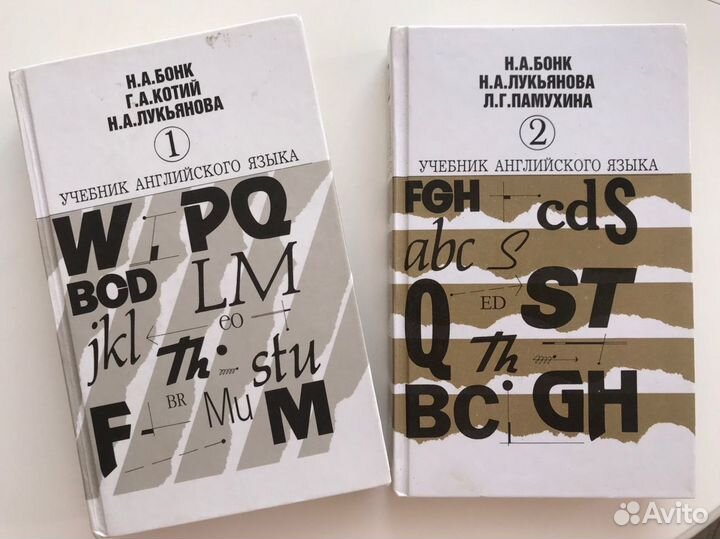 Н.А.БОНК
Г.А.КОТИЙ
Н.А.ЛУКЬЯНОВА
1
УЧЕБНИК АНГЛИЙСКОГО ЯЗЫКА
W PQ
BCD
LM
jkl
EO
Th stu
BR
F Mu M
Н.А.БОНК
Н.А.ЛУКЬЯНОВА
Л.Г.ПАМУХИНА
2
УЧЕБНИК АНГЛИЙСКОГО ЯЗЫКА
FGH cdS
abc S
Q ED ST
Th
BC GH
Avito